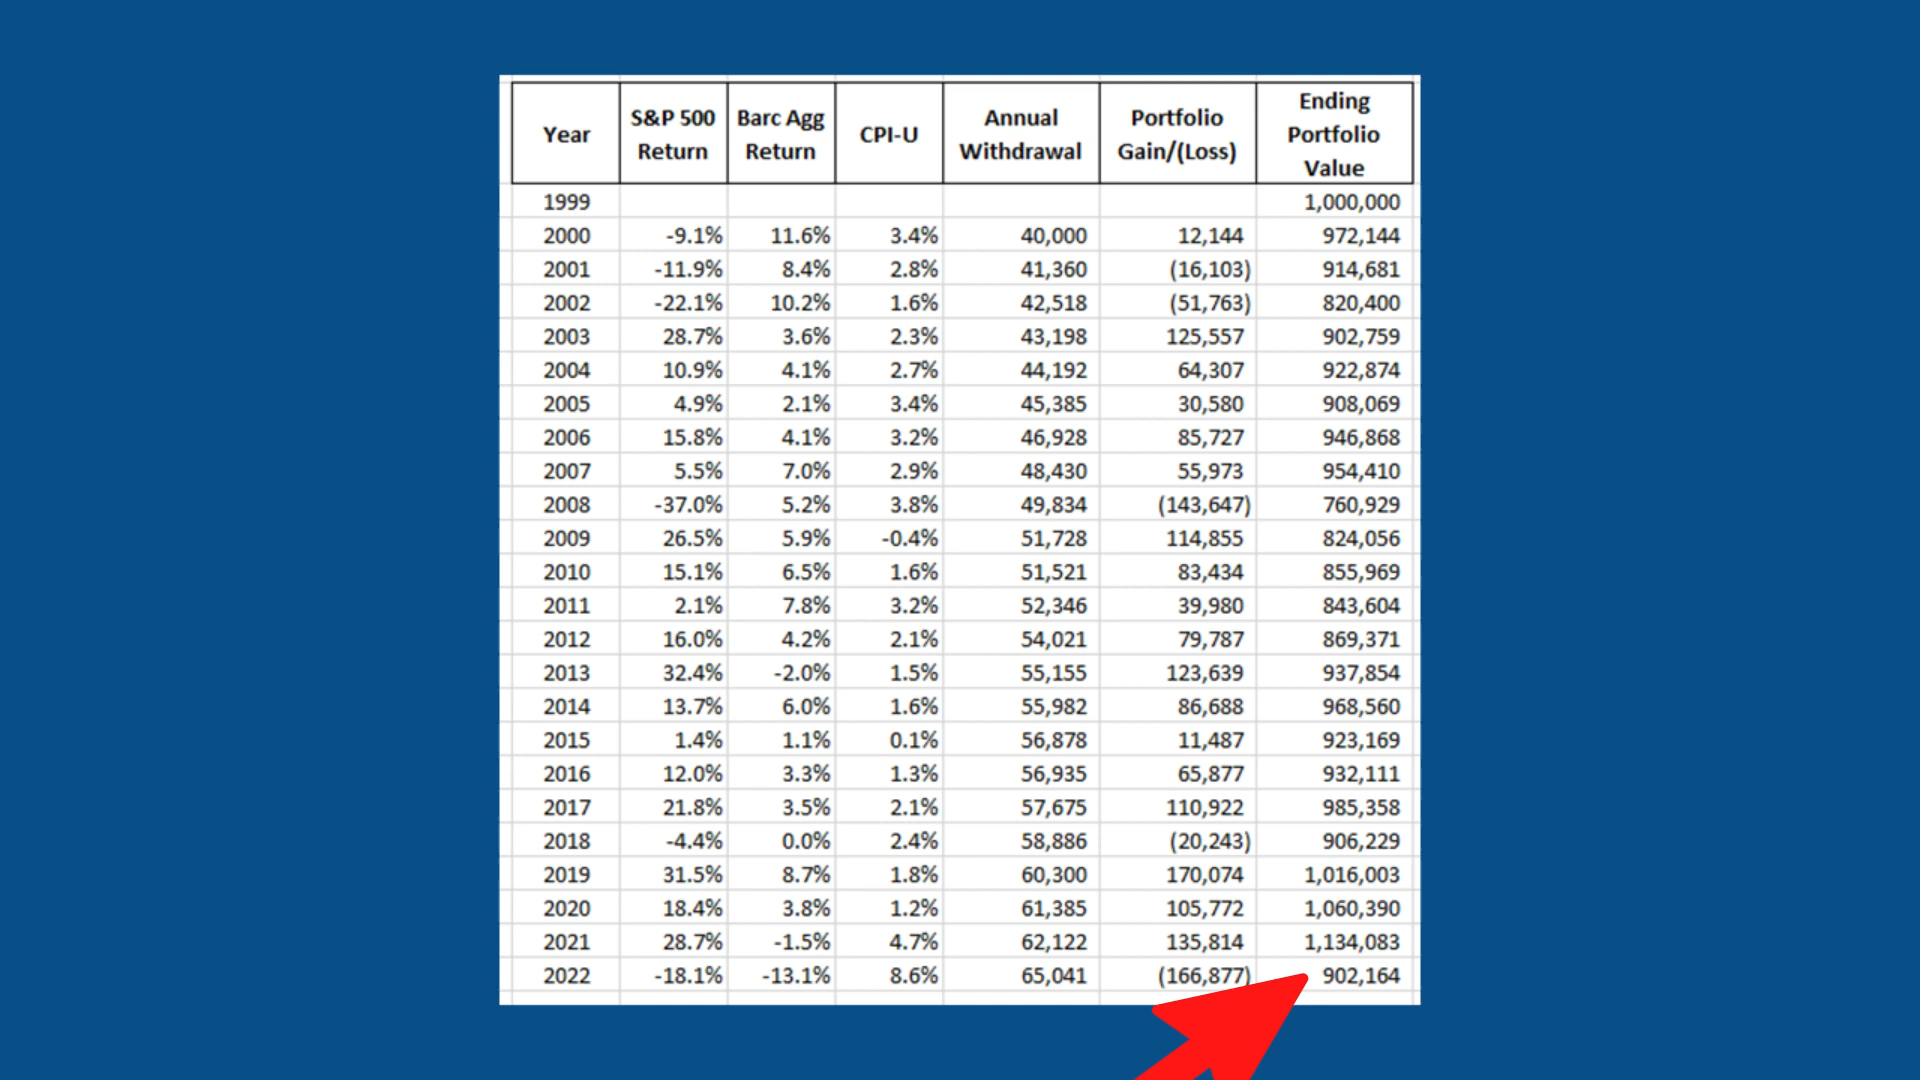 Year S&P 500 Return Barc Agg Return CPI-U Annual Withdrawal Portfolio Gain/(Loss) Ending Portfolio Value
1999 1,000,000
2000 -9.1% 11.6% 3.4% 40,000 12,144 972,144
2001 -11.9% 8.4% 2.8% 41,360 (16,103) 914,681
2002 -22.1% 10.2% 1.6% 42,518 (51,763) 820,400
2003 28.7% 3.6% 2.3% 43,198 125,557 902,759
2004 10.9% 4.1% 2.7% 44,192 64,307 922,874
2005 4.9% 2.1% 3.4% 45,385 30,580 908,069
2006 15.8% 4.1% 3.2% 46,928 85,727 946,868
2007 5.5% 7.0% 2.9% 48,430 55,973 954,410
2008 -37.0% 5.2% 3.8% 49,834 (143,647) 760,929
2009 26.5% 5.9% -0.4% 51,728 114,855 824,056
2010 15.1% 6.5% 1.6% 51,521 83,434 855,969
2011 2.1% 7.8% 3.2% 52,346 39,980 843,604
2012 16.0% 4.2% 2.1% 54,021 79,787 869,371
2013 32.4% -2.0% 1.5% 55,155 123,639 937,854
2014 13.7% 6.0% 1.6% 55,982 86,688 968,560
2015 1.4% 1.1% 0.1% 56,878 11,487 923,169
2016 12.0% 3.3% 1.3% 56,935 65,877 932,111
2017 21.8% 3.5% 2.1% 57,675 110,922 985,358
2018 -4.4% 0.0% 2.4% 58,886 (20,243) 906,229
2019 31.5% 8.7% 1.8% 60,300 170,074 1,016,003
2020 18.4% 3.8% 1.2% 61,385 105,772 1,060,390
2021 28.7% -1.5% 4.7% 62,122 135,814 1,134,083
2022 -18.1% -13.1% 8.6% 65,041 (166,877) 902,164